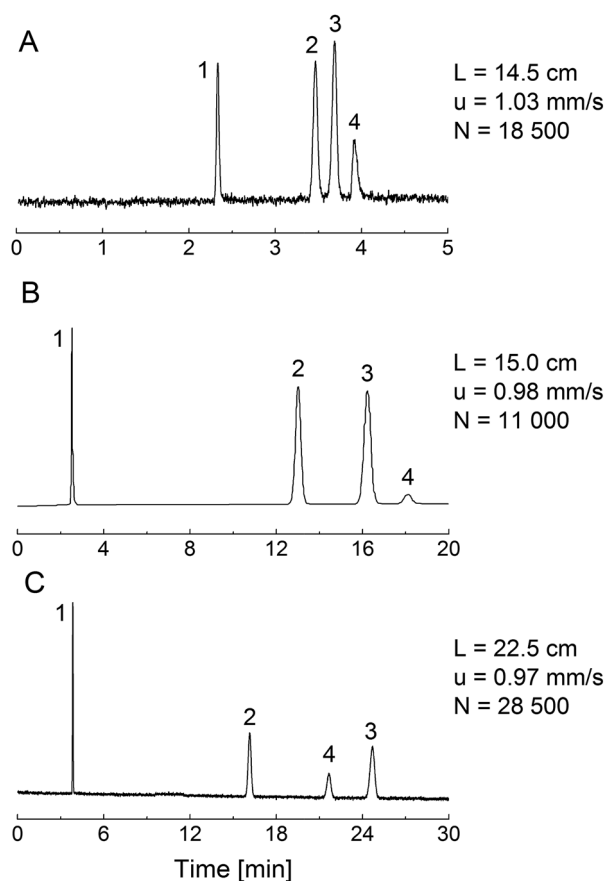 A
1
2
3
4
L = 14.5 cm
u = 1.03 mm/s
N = 18 500
0 1 2 3 4 5
B
1
2
3
4
L = 15.0 cm
u = 0.98 mm/s
N = 11 000
0 4 8 12 16 20
C
1
2
4
3
L = 22.5 cm
u = 0.97 mm/s
N = 28 500
0 6 12 18 24 30
Time [min]